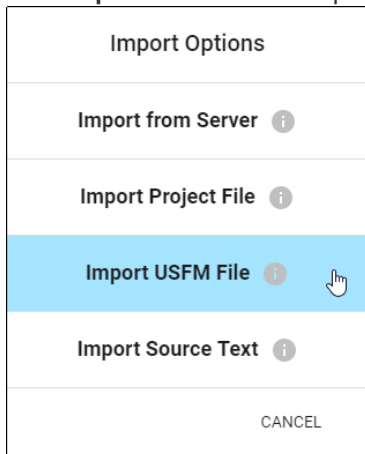 Import Options
Import from Server
Import Project File
Import USFM File
Import Source Text
CANCEL